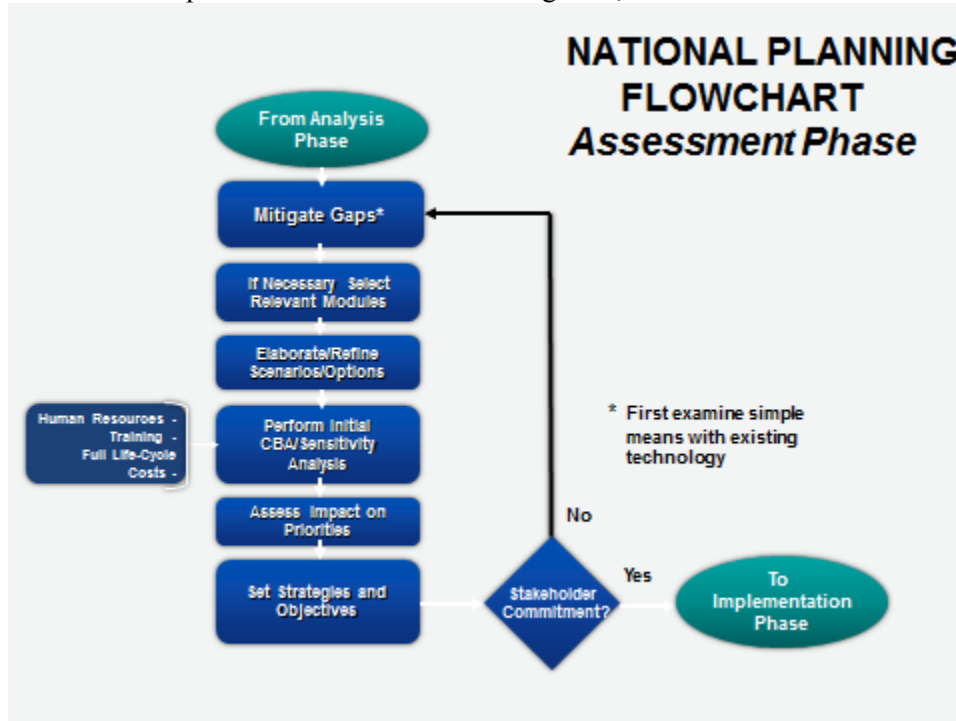 NATIONAL PLANNING
FLOWCHART
Assessment Phase
From Analysis
Phase
Mitigate Gaps*
If Necessary Select
Relevant Modules
Elaborate/Refine
Scenarios/Options
Human Resources -
Training -
Full Life-Cycle
Costs -
Perform Initial
CBA/Sensitivity
Analysis
Assess Impact on
Priorities
Set Strategies and
Objectives
Stakeholder
Commitment?
No
Yes
To
Implementation
Phase
* First examine simple
means with existing
technology